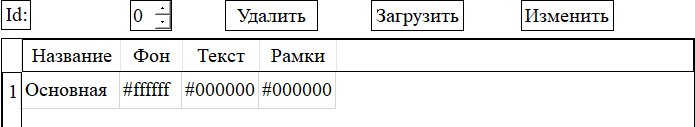 Id: 0 Удалить Загрузить Изменить
Название Фон Текст Рамки
1 Основная #ffffff #000000 #000000